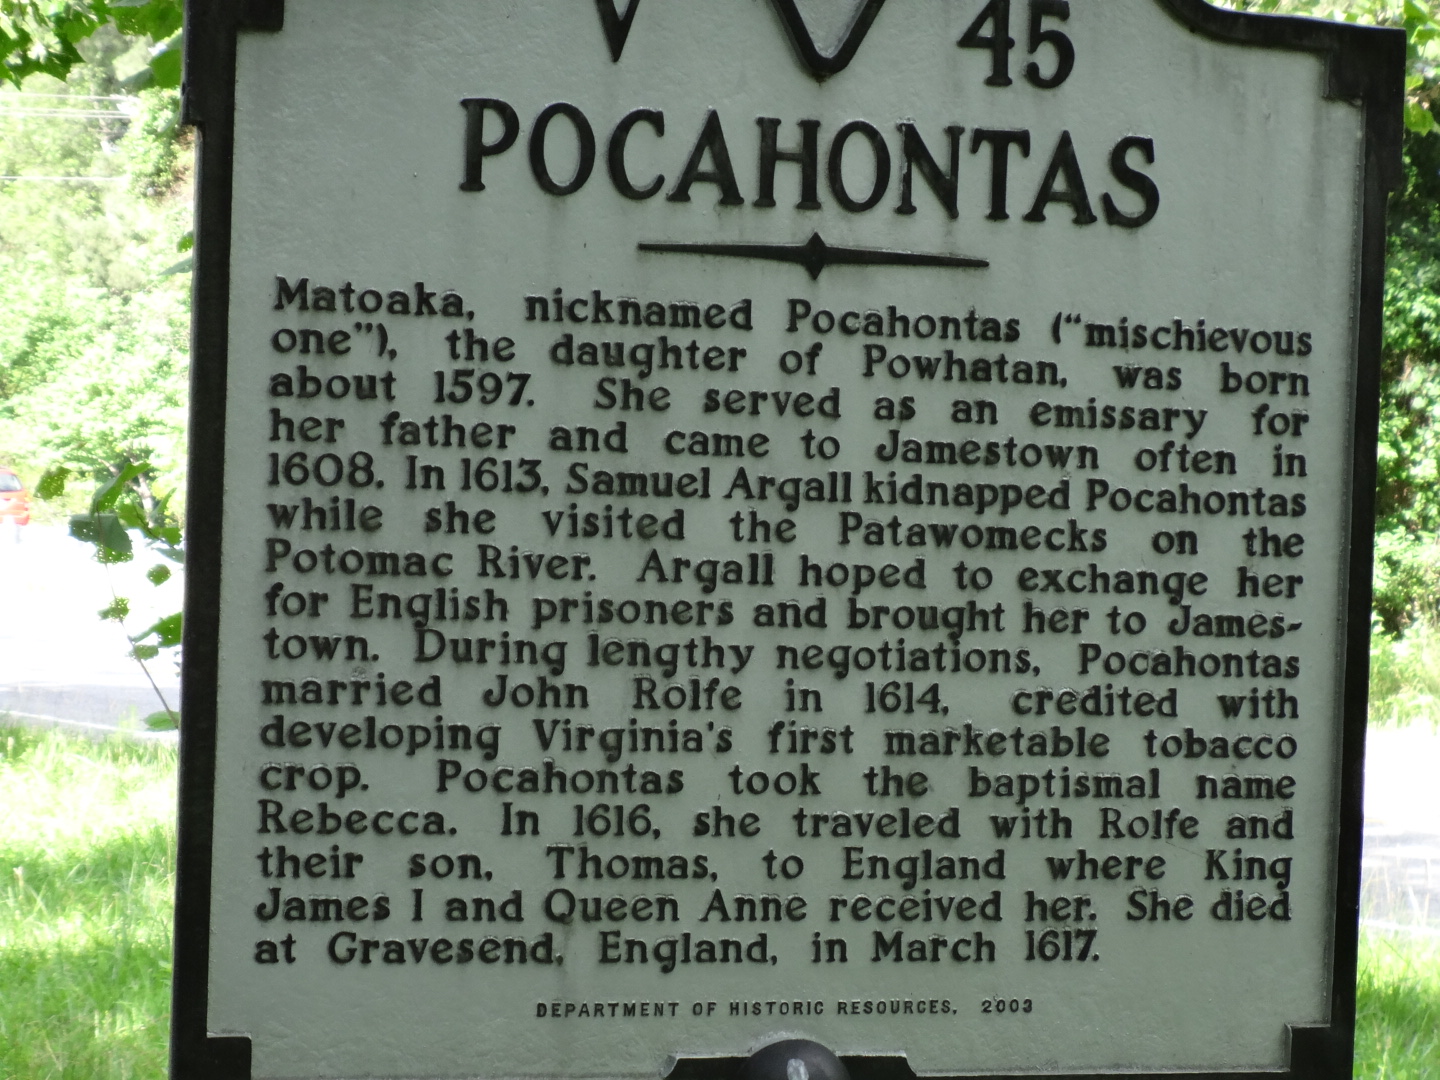 45
POCAHONTAS
Matoaka, nicknamed Pocahontas (“mischievous
one”), the daughter of Powhatan, was born
about 1597. She served as an emissary for
her father and came to Jamestown often in
1608. In 1613, Samuel Argall kidnapped Pocahontas
while she visited the Patawomecks on the
Potomac River. Argall hoped to exchange her
for English prisoners and brought her to James-
town. During lengthy negotiations, Pocahontas
married John Rolfe in 1614, credited with
developing Virginia's first marketable tobacco
crop. Pocahontas took the baptismal name
Rebecca. In 1616, she traveled with Rolfe and
their son, Thomas, to England where King
James I and Queen Anne received her. She died
at Gravesend, England, in March 1617.
DEPARTMENT OF HISTORIC RESOURCES, 2003